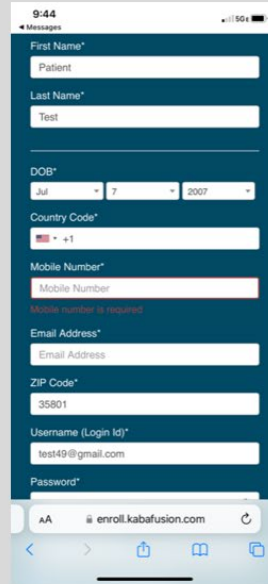 9:44
Messages
5G
First Name*
Patient
Last Name*
Test
DOB*
Jul 7 2007
Country Code*
+1
Mobile Number*
Mobile Number
Mobile number is required
Email Address*
Email Address
ZIP Code*
35801
Username (Login Id)*
test49@gmail.com
Password*
AA enroll.kabafusion.com